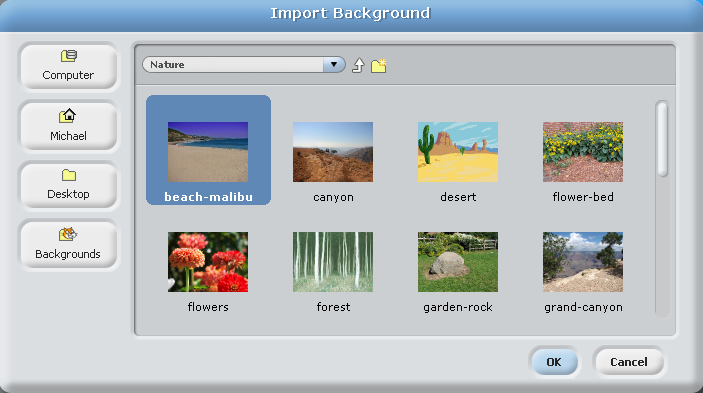 Import Background
Computer
Michael
Desktop
Backgrounds
Nature
beach-malibu
canyon
desert
flower-bed
flowers
forest
garden-rock
grand-canyon
OK
Cancel